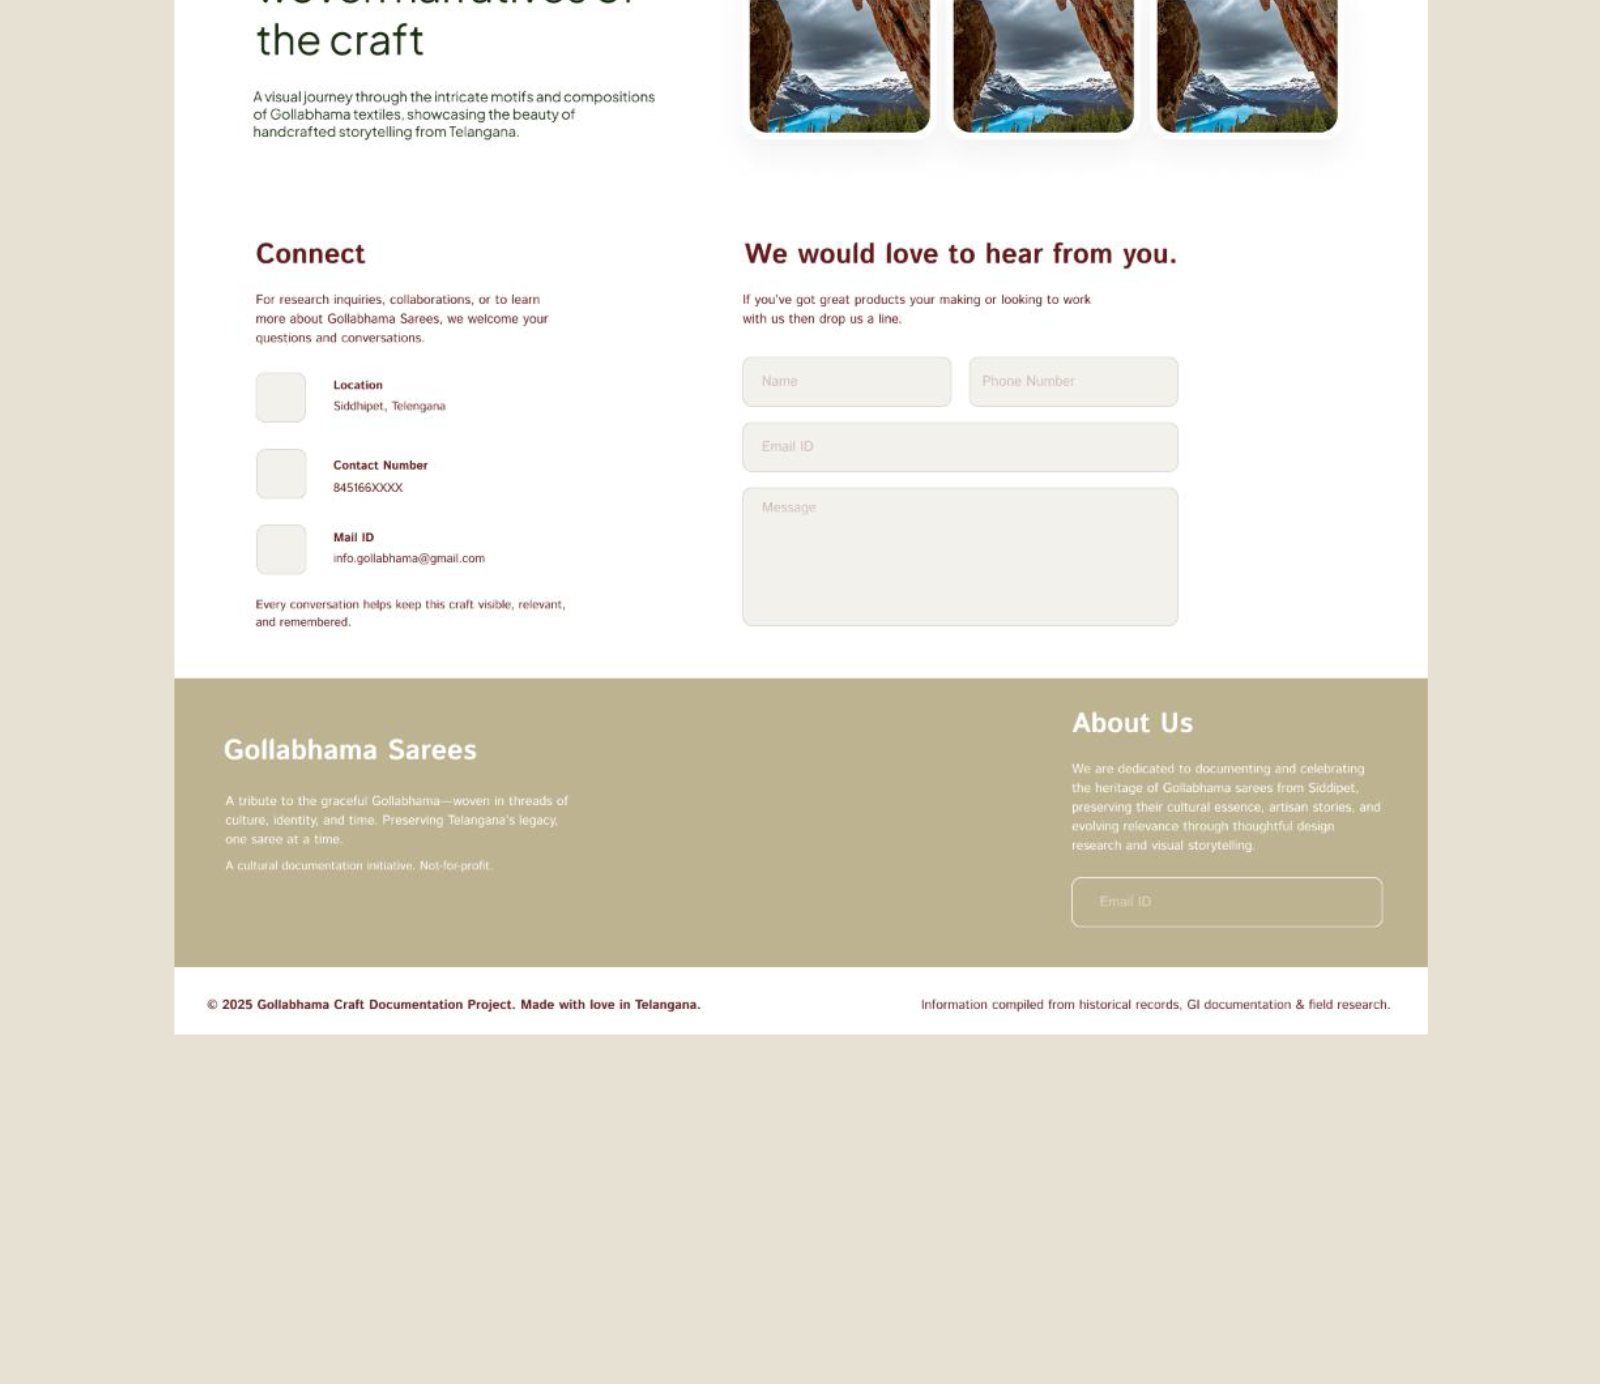 the craft
A visual journey through the intricate motifs and compositions
of Gollabhama textiles, showcasing the beauty of
handcrafted storytelling from Telangana.
Connect
For research inquiries, collaborations, or to learn
more about Gollabhama Sarees, we welcome your
questions and conversations.
Location
Siddhipet, Telengana
Contact Number
845166XXXX
Mail ID
info.gollabhama@gmail.com
Every conversation helps keep this craft visible, relevant,
and remembered.
We would love to hear from you.
If you've got great products your making or looking to work
with us then drop us a line.
Name
Phone Number
Email ID
Message
Gollabhama Sarees
A tribute to the graceful Gollabhama—woven in threads of
culture, identity, and time. Preserving Telangana's legacy,
one saree at a time.
A cultural documentation initiative. Not-for-profit.
About Us
We are dedicated to documenting and celebrating
the heritage of Gollabhama sarees from Siddipet,
preserving their cultural essence, artisan stories, and
evolving relevance through thoughtful design
research and visual storytelling.
Email ID
© 2025 Gollabhama Craft Documentation Project. Made with love in Telangana.
Information compiled from historical records, GI documentation & field research.